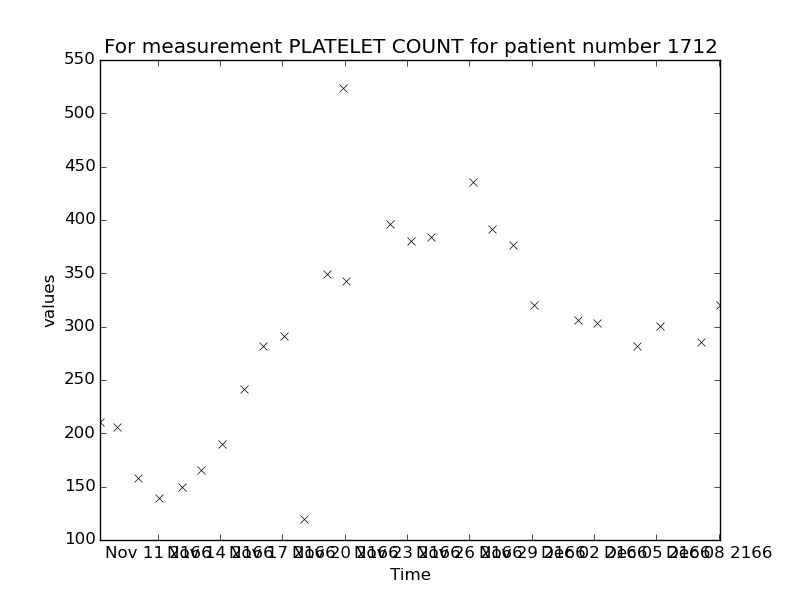 For measurement PLATELET COUNT for patient number 1712
550
500
450
400
350
300
250
200
150
100
values
Nov 11 2166 Nov 14 2166 Nov 17 2166 Nov 20 2166 Nov 23 2166 Nov 26 2166 Nov 29 2166 Dec 02 2166 Dec 05 2166 Dec 08 2166
Time